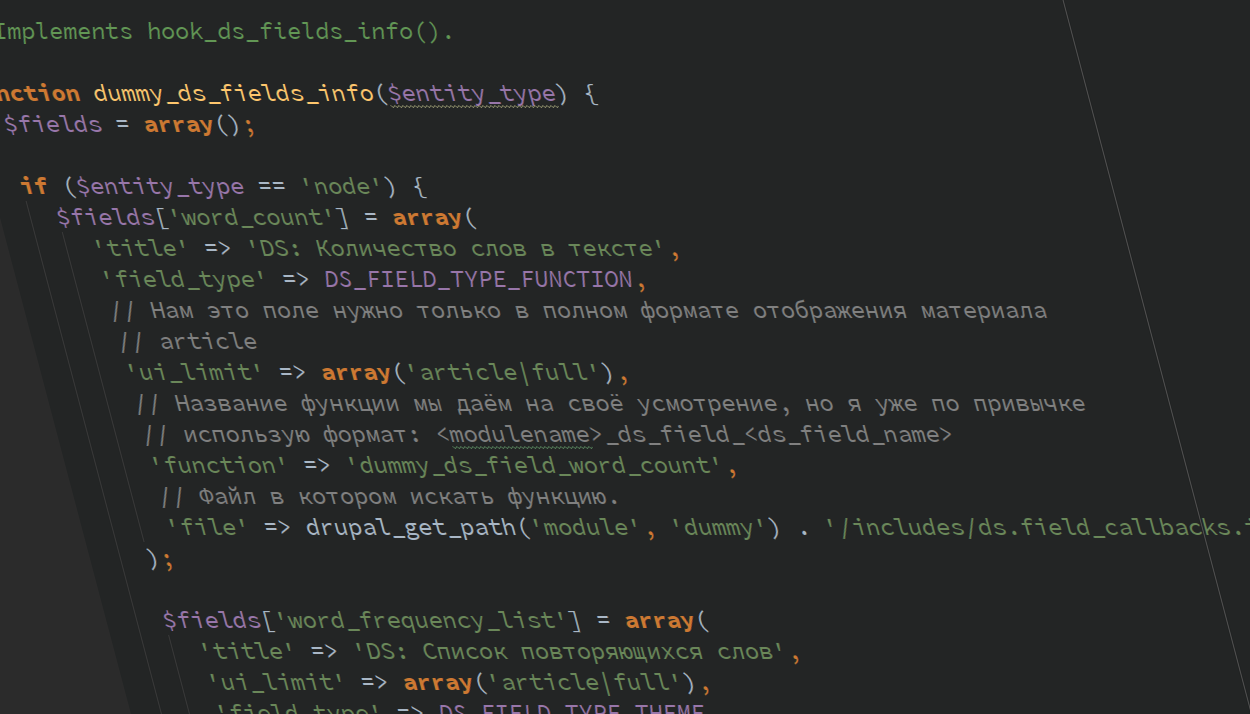 Implements hook_ds_fields_info().
nction dummy_ds_fields_info($entity_type) {
$fields = array();
if ($entity_type == 'node') {
$fields['word_count'] = array(
'title' => 'DS: Количество слов в тексте',
'field_type' => DS_FIELD_TYPE_FUNCTION,
// Нам это поле нужно только в полном формате отображения материала
// article
'ui_limit' => array('article|full'),
// Название функции мы даём на своё усмотрение, но я уже по привычке
// использую формат: <modulename>_ds_field_<ds_field_name>
'function' => 'dummy_ds_field_word_count',
// Файл в котором искать функцию.
'file' => drupal_get_path('module', 'dummy') . '/includes/ds.field_callbacks.
);
$fields['word_frequency_list'] = array(
'title' => 'DS: Список повторяющихся слов',
'ui_limit' => array('article|full'),
'field_type' => DS_FIELD_TYPE_THEME